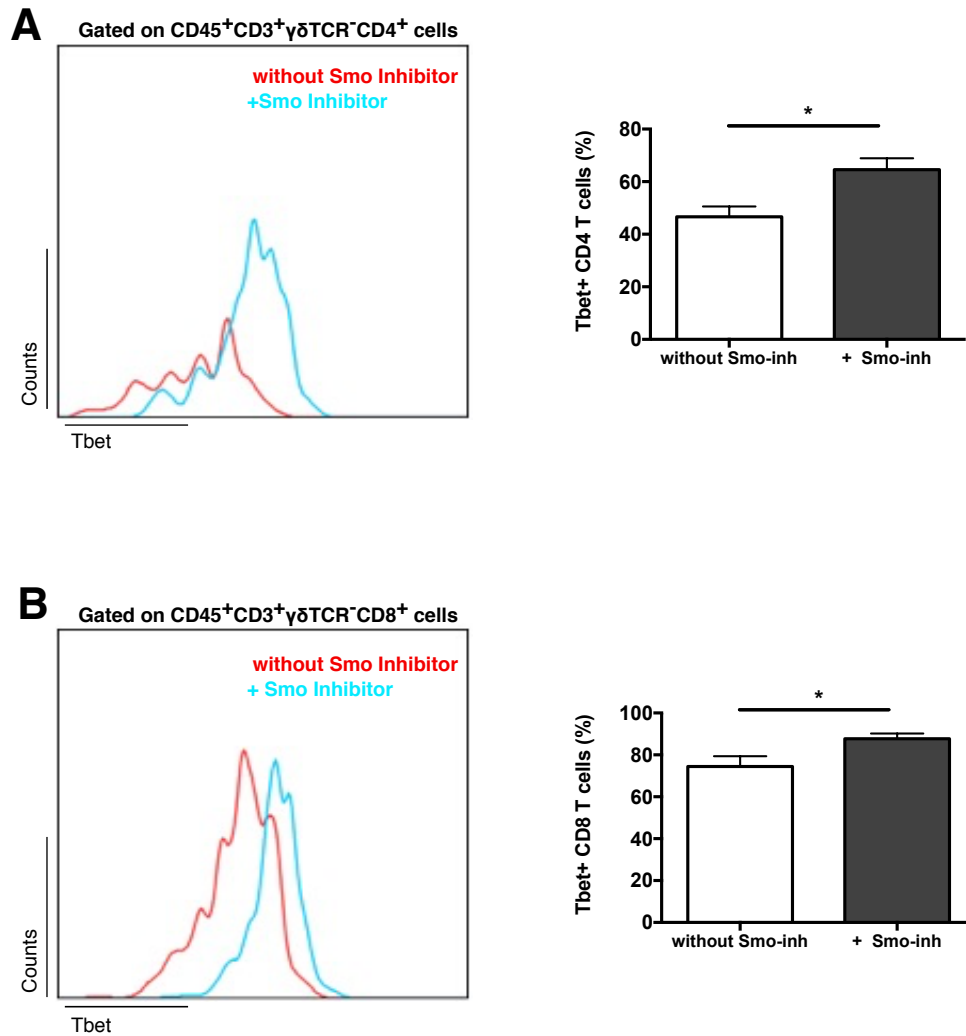 A
Gated on CD45⁺CD3⁺γδTCR⁻CD4⁺ cells
without Smo Inhibitor
+Smo Inhibitor
Counts
Tbet
*
Tbet+ CD4 T cells (%)
80
60
40
20
0
without Smo-inh
+ Smo-inh
B
Gated on CD45⁺CD3⁺γδTCR⁻CD8⁺ cells
without Smo Inhibitor
+ Smo Inhibitor
Counts
Tbet
*
Tbet+ CD8 T cells (%)
100
80
60
40
20
0
without Smo-inh
+ Smo-inh